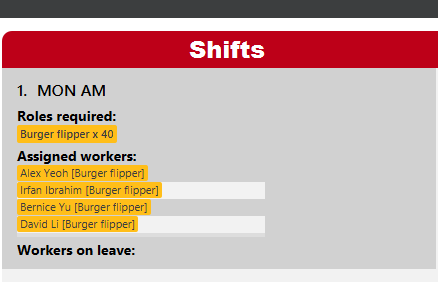 Shifts
1. MON AM
Roles required:
Burger flipper x 40
Assigned workers:
Alex Yeoh [Burger flipper]
Irfan Ibrahim [Burger flipper]
Bernice Yu [Burger flipper]
David Li [Burger flipper]
Workers on leave: